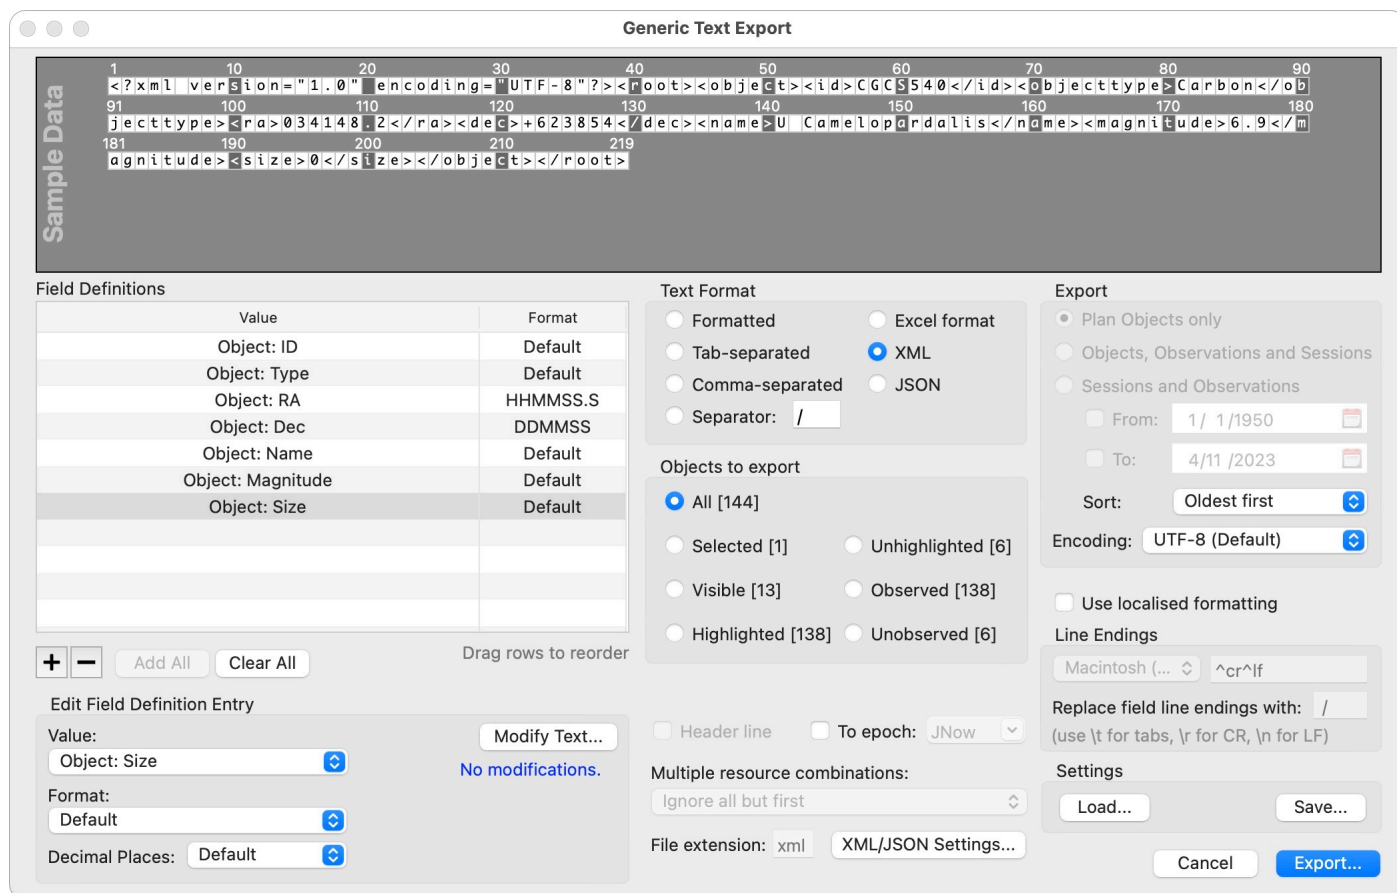 Generic Text Export
Sample Data
1 10 20 30 40 50 60 70 80 90
<?xml version="1.0" encoding="UTF-8"?><root><object><id>CGCS540</id><objecttype>Carbon</ob
91 100 110 120 130 140 150 160 170 180
jecttype><ra>034148.2</ra><dec>+623854</dec><name>U Camelopardalis</name><magnitude>6.9</m
181 190 200 210 219
agnitude><size>0</size></object></root>
Field Definitions
Value Format
Object: ID Default
Object: Type Default
Object: RA HHMMSS.S
Object: Dec DDMMSS
Object: Name Default
Object: Magnitude Default
Object: Size Default
+ − Add All Clear All Drag rows to reorder
Edit Field Definition Entry
Value:
Object: Size
Modify Text...
No modifications.
Format:
Default
Decimal Places: Default
Text Format
Formatted Excel format
Tab-separated XML
Comma-separated JSON
Separator: /
Objects to export
All [144]
Selected [1] Unhighlighted [6]
Visible [13] Observed [138]
Highlighted [138] Unobserved [6]
Header line To epoch: JNow
Multiple resource combinations:
Ignore all but first
File extension: xml XML/JSON Settings...
Export
Plan Objects only
Objects, Observations and Sessions
Sessions and Observations
From: 1/ 1/1950
To: 4/11 /2023
Sort: Oldest first
Encoding: UTF-8 (Default)
Use localised formatting
Line Endings
Macintosh (... ^cr^lf
Replace field line endings with: /
(use \t for tabs, \r for CR, \n for LF)
Settings
Load... Save...
Cancel Export...